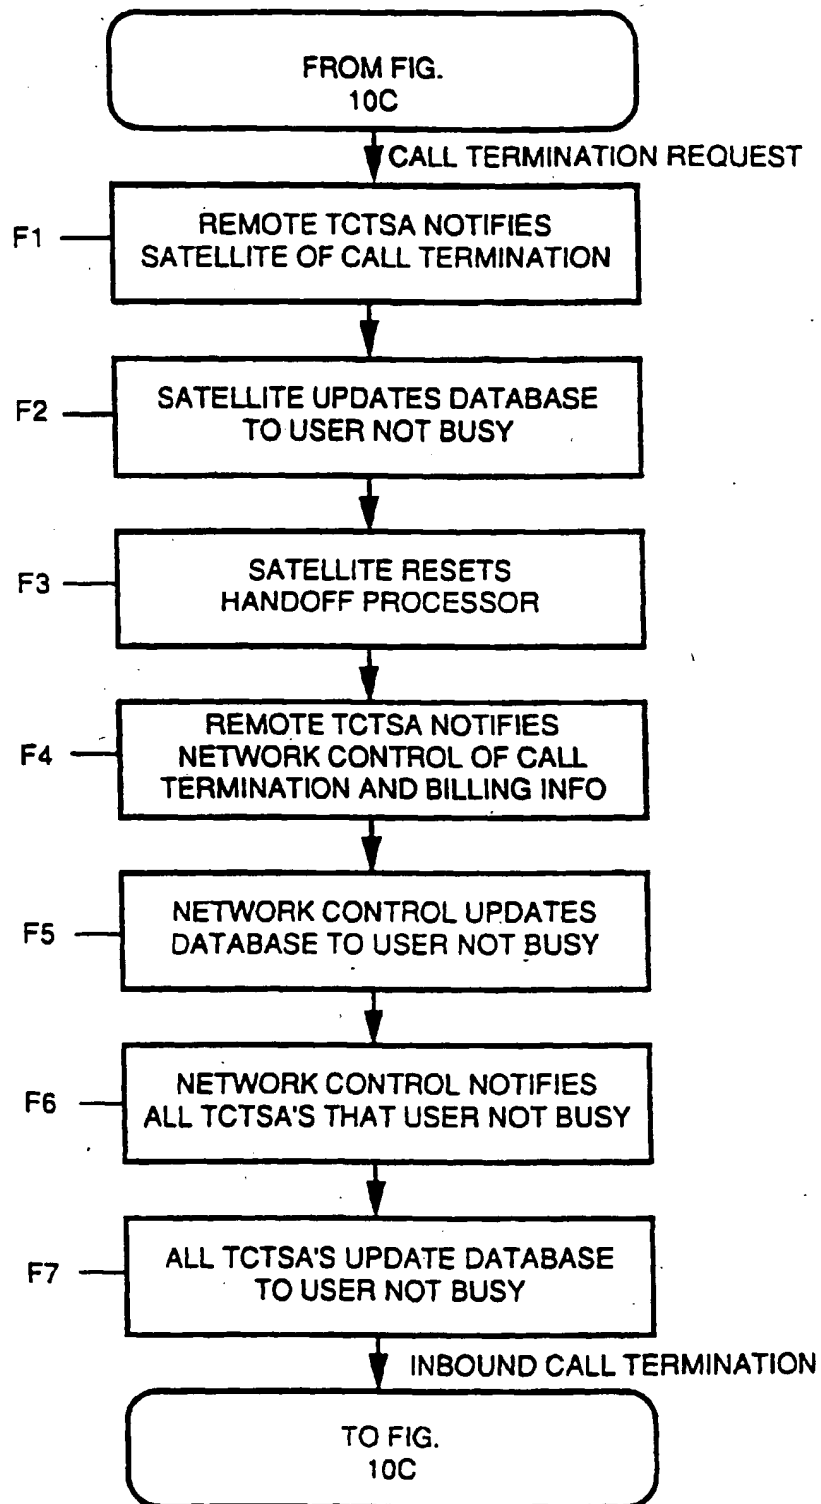 FROM FIG.
10C
CALL TERMINATION REQUEST
F1
REMOTE TCTSA NOTIFIES
SATELLITE OF CALL TERMINATION
F2
SATELLITE UPDATES DATABASE
TO USER NOT BUSY
F3
SATELLITE RESETS
HANDOFF PROCESSOR
F4
REMOTE TCTSA NOTIFIES
NETWORK CONTROL OF CALL
TERMINATION AND BILLING INFO
F5
NETWORK CONTROL UPDATES
DATABASE TO USER NOT BUSY
F6
NETWORK CONTROL NOTIFIES
ALL TCTSA'S THAT USER NOT BUSY
F7
ALL TCTSA'S UPDATE DATABASE
TO USER NOT BUSY
INBOUND CALL TERMINATION
TO FIG.
10C